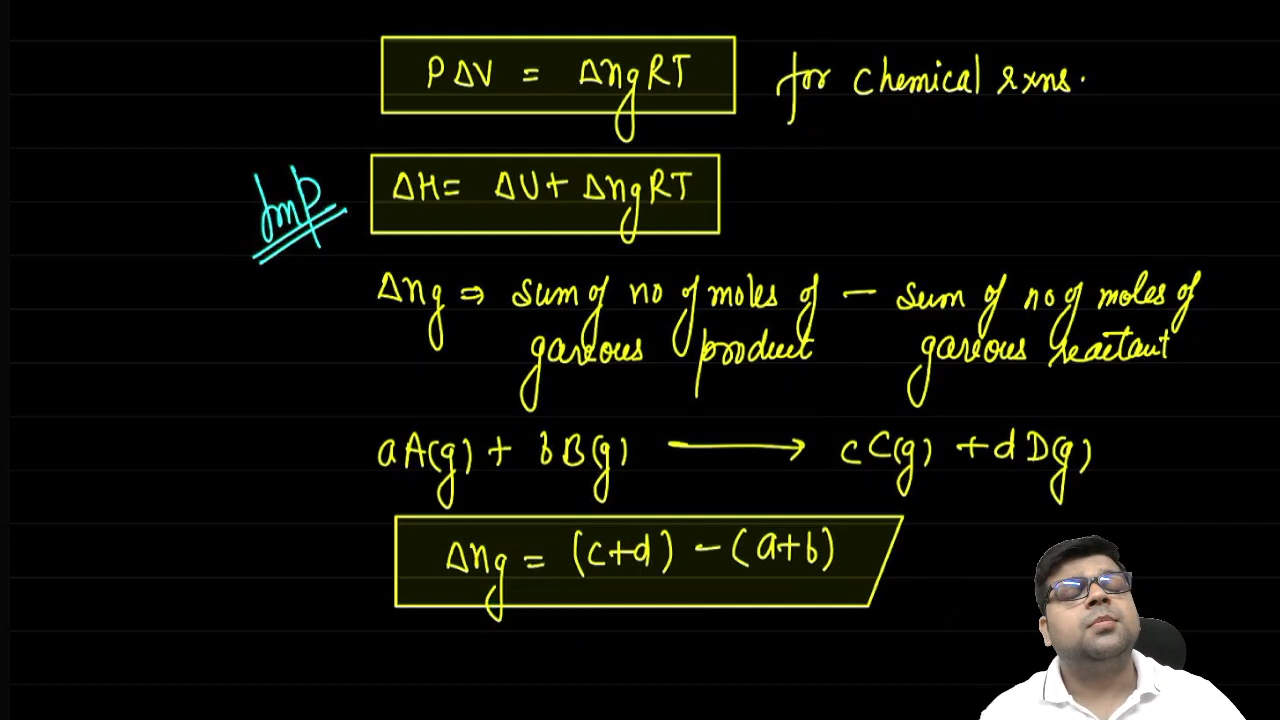 PΔV = ΔngRT for chemical rxns.
Imp ΔH = ΔU + ΔngRT
Δng ⇒ sum of no of moles of gaseous product – sum of no of moles of gaseous reactant
aA(g) + bB(g) ⟶ cC(g) + dD(g)
Δng = (c+d) – (a+b)